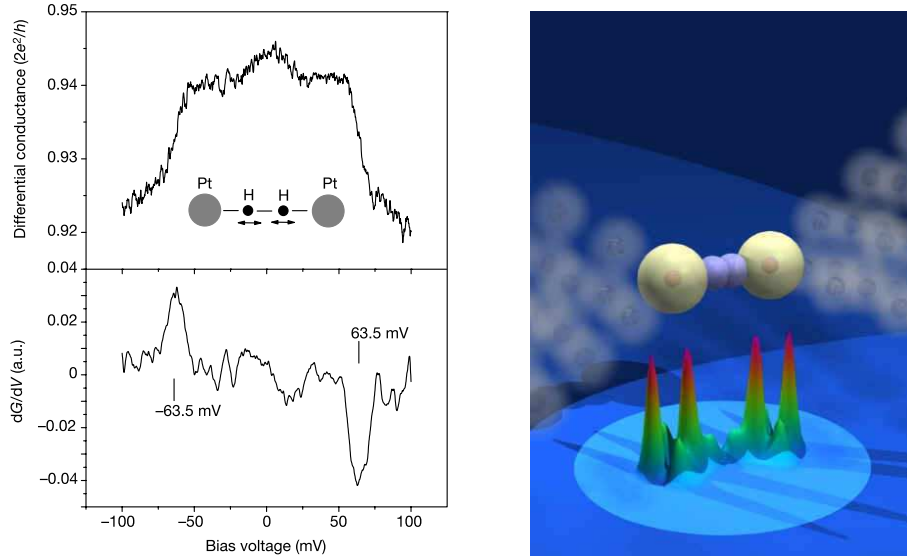 0.95
0.94
0.93
0.92
0.04
Differential conductance (2e²/h)
Pt H H Pt
0.02
0
−0.02
−0.04
dG/dV (a.u.)
63.5 mV
−63.5 mV
−100 −50 0 50 100
Bias voltage (mV)